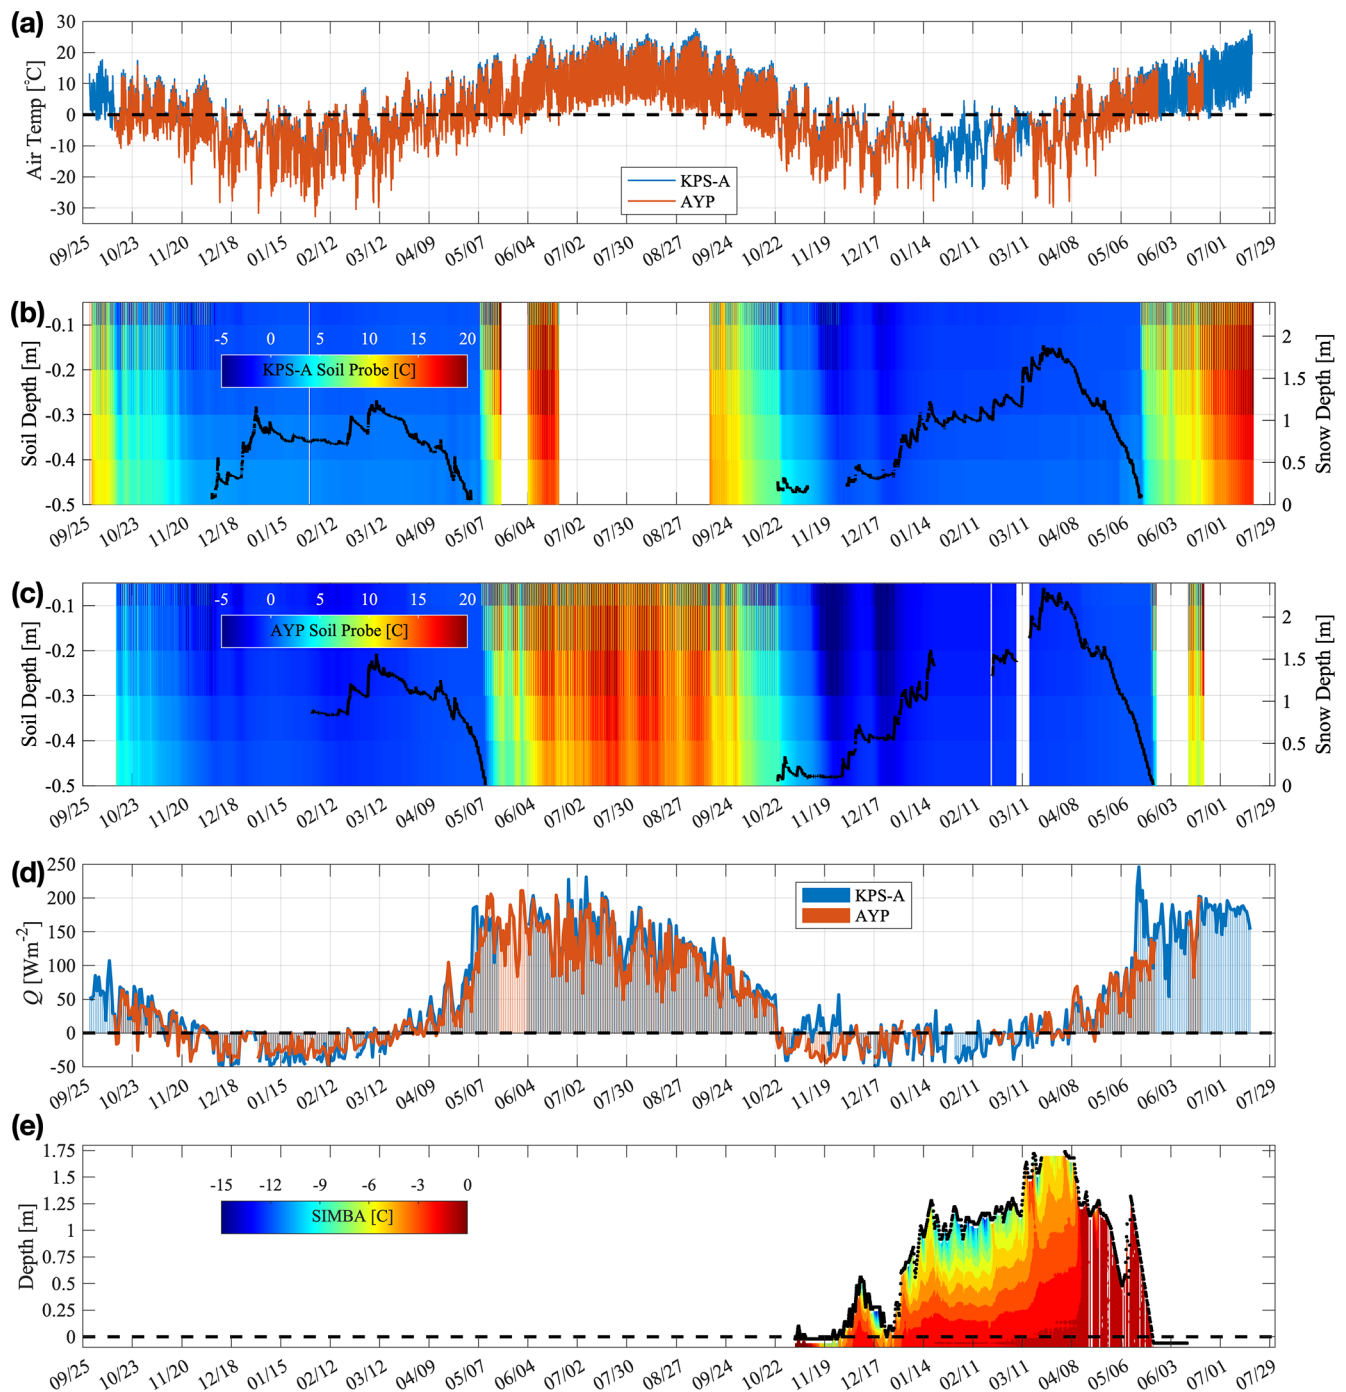 (a)
30
20
10
0
-10
-20
-30
Air Temp [°C]
KPS-A
AYP
09/25 10/23 11/20 12/18 01/15 02/12 03/12 04/09 05/07 06/04 07/02 07/30 08/27 09/24 10/22 11/19 12/17 01/14 02/11 03/11 04/08 05/06 06/03 07/01 07/29
(b)
-0.1
-0.2
-0.3
-0.4
-0.5
Soil Depth [m]
-5 0 5 10 15 20
KPS-A Soil Probe [C]
2
1.5
1
0.5
0
Snow Depth [m]
09/25 10/23 11/20 12/18 01/15 02/12 03/12 04/09 05/07 06/04 07/02 07/30 08/27 09/24 10/22 11/19 12/17 01/14 02/11 03/11 04/08 05/06 06/03 07/01 07/29
(c)
-0.1
-0.2
-0.3
-0.4
-0.5
Soil Depth [m]
-5 0 5 10 15 20
AYP Soil Probe [C]
2
1.5
1
0.5
0
Snow Depth [m]
09/25 10/23 11/20 12/18 01/15 02/12 03/12 04/09 05/07 06/04 07/02 07/30 08/27 09/24 10/22 11/19 12/17 01/14 02/11 03/11 04/08 05/06 06/03 07/01 07/29
(d)
250
200
150
100
50
0
-50
Q [Wm⁻²]
KPS-A
AYP
09/25 10/23 11/20 12/18 01/15 02/12 03/12 04/09 05/07 06/04 07/02 07/30 08/27 09/24 10/22 11/19 12/17 01/14 02/11 03/11 04/08 05/06 06/03 07/01 07/29
(e)
1.75
1.5
1.25
1
0.75
0.5
0.25
0
Depth [m]
-15 -12 -9 -6 -3 0
SIMBA [C]
09/25 10/23 11/20 12/18 01/15 02/12 03/12 04/09 05/07 06/04 07/02 07/30 08/27 09/24 10/22 11/19 12/17 01/14 02/11 03/11 04/08 05/06 06/03 07/01 07/29